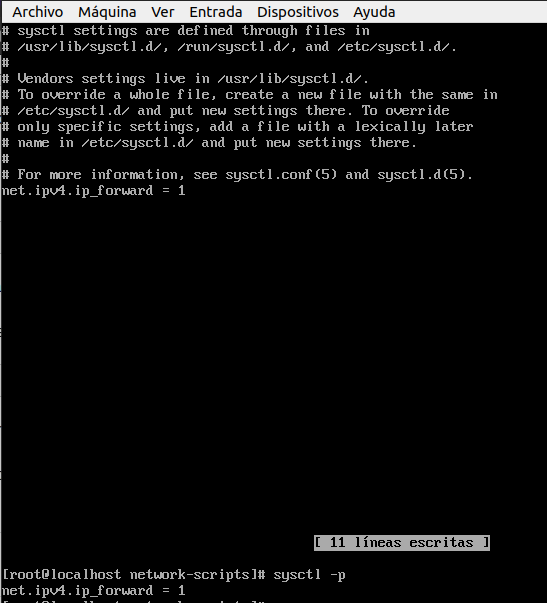 Archivo Máquina Ver Entrada Dispositivos Ayuda
# sysctl settings are defined through files in
# /usr/lib/sysctl.d/, /run/sysctl.d/, and /etc/sysctl.d/.
#
# Vendors settings live in /usr/lib/sysctl.d/.
# To override a whole file, create a new file with the same in
# /etc/sysctl.d/ and put new settings there. To override
# only specific settings, add a file with a lexically later
# name in /etc/sysctl.d/ and put new settings there.
#
# For more information, see sysctl.conf(5) and sysctl.d(5).
net.ipv4.ip_forward = 1
[ 11 líneas escritas ]
[root@localhost network-scripts]# sysctl -p
net.ipv4.ip_forward = 1
[root@localhost network-scripts]#